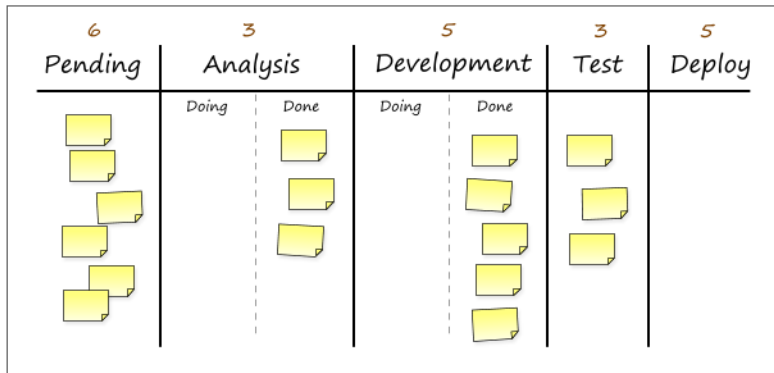 6 3 5 3 5
Pending Analysis Development Test Deploy
Doing Done Doing Done